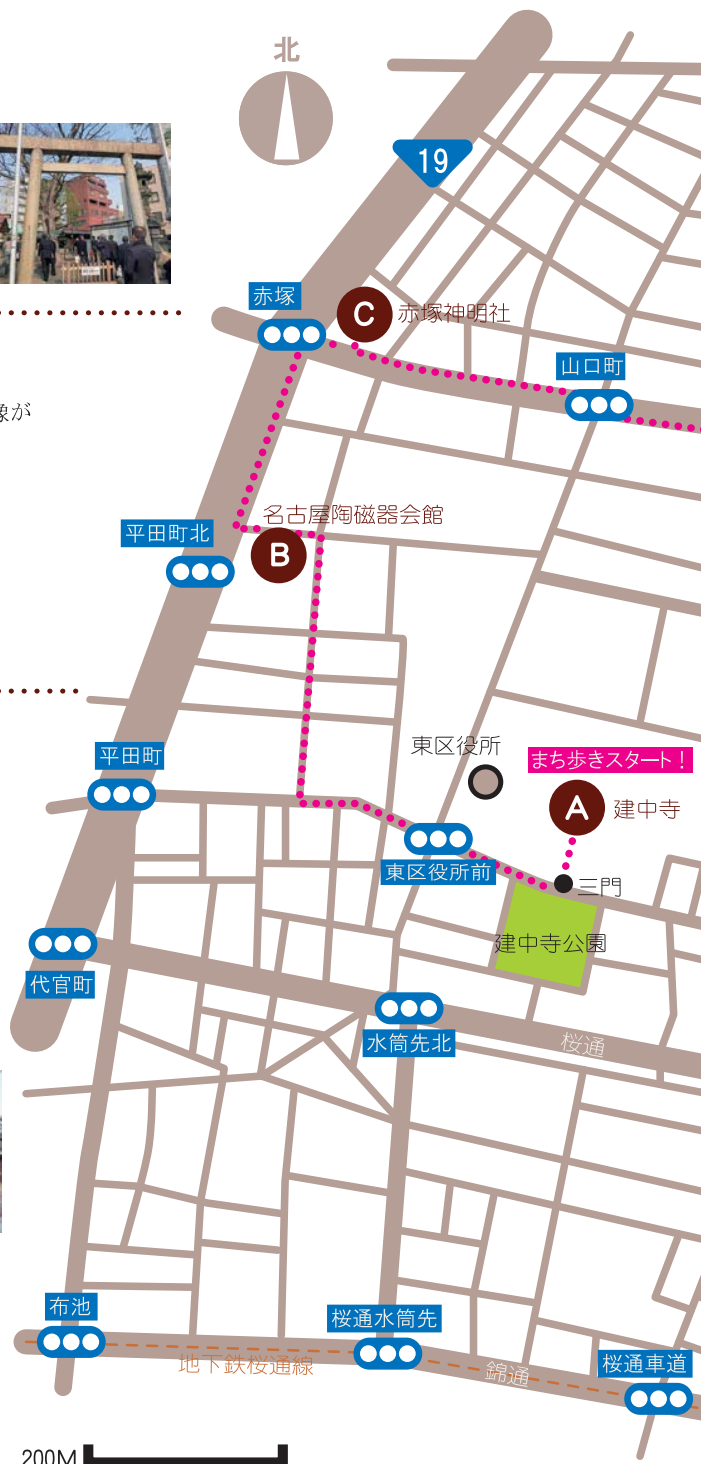 北
19
赤塚
C
赤塚神明社
山口町
像が
名古屋陶磁器会館
平田町北
B
東区役所
まち歩きスタート！
平田町
A
建中寺
東区役所前
三門
建中寺公園
代官町
水筒先北
桜通
布池
桜通水筒先
地下鉄桜通線
錦通
桜通車道
200M